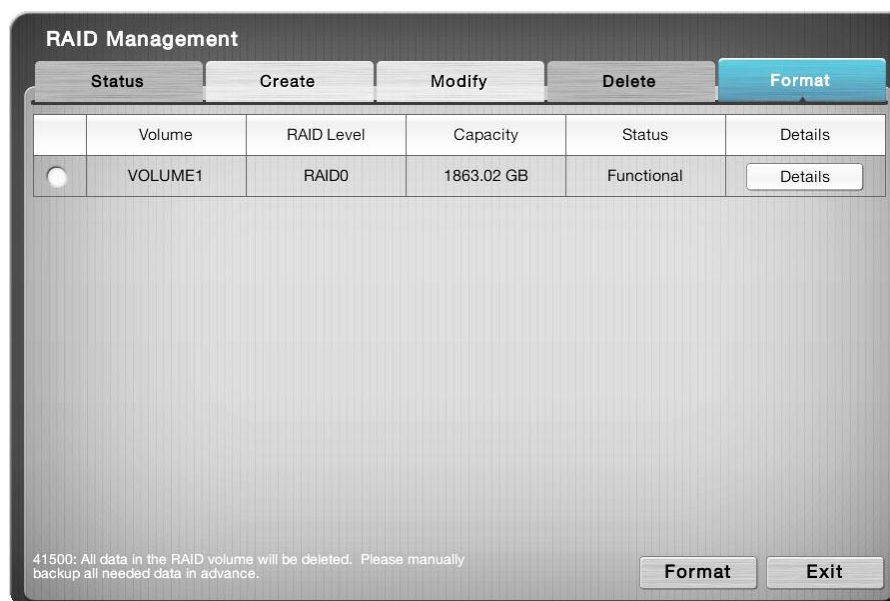 RAID Management
Status Create Modify Delete Format
Volume RAID Level Capacity Status Details
VOLUME1 RAID0 1863.02 GB Functional Details
41500: All data in the RAID volume will be deleted. Please manually
backup all needed data in advance.
Format Exit